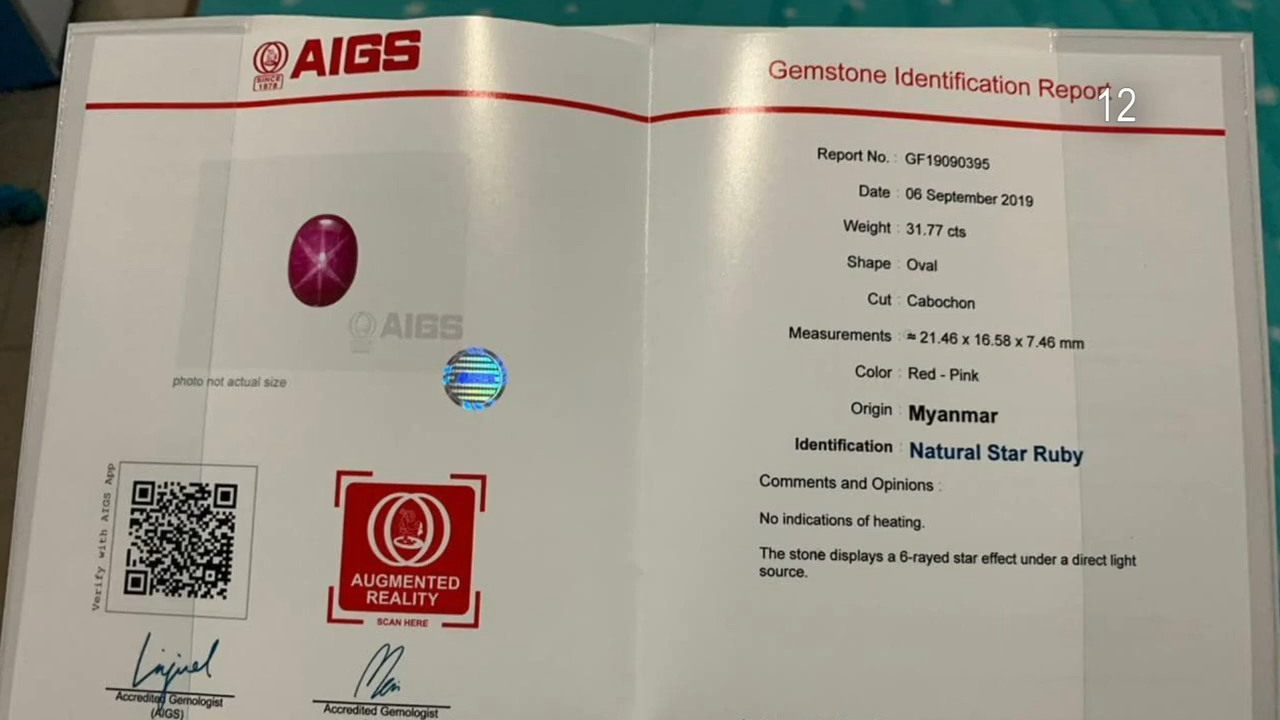 AIGS
SINCE 1978
Gemstone Identification Report
12
Report No. : GF19090395
Date : 06 September 2019
Weight : 31.77 cts
Shape : Oval
Cut : Cabochon
Measurements : ≈ 21.46 x 16.58 x 7.46 mm
Color : Red - Pink
Origin : Myanmar
Identification : Natural Star Ruby
Comments and Opinions :
No indications of heating.
The stone displays a 6-rayed star effect under a direct light
source.
AIGS
photo not actual size
Verify with AIGS App
AUGMENTED
REALITY
SCAN HERE
Accredited Gemologist
(AIGS)
Accredited Gemologist